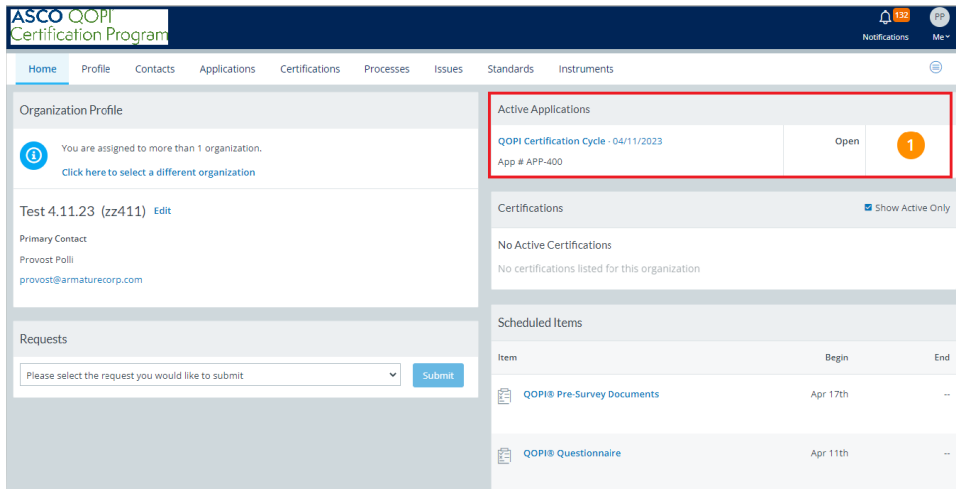 ASCO QOPI
Certification Program
132
PP
Notifications
Me
Home
Profile
Contacts
Applications
Certifications
Processes
Issues
Standards
Instruments
Organization Profile
You are assigned to more than 1 organization.
Click here to select a different organization
Test 4.11.23 (zz411) Edit
Primary Contact
Provost Polli
provost@armaturecorp.com
Requests
Please select the request you would like to submit
Submit
Active Applications
QOPI Certification Cycle - 04/11/2023
Open
1
App # APP-400
Certifications
Show Active Only
No Active Certifications
No certifications listed for this organization
Scheduled Items
Item
Begin
End
QOPI® Pre-Survey Documents
Apr 17th
--
QOPI® Questionnaire
Apr 11th
--